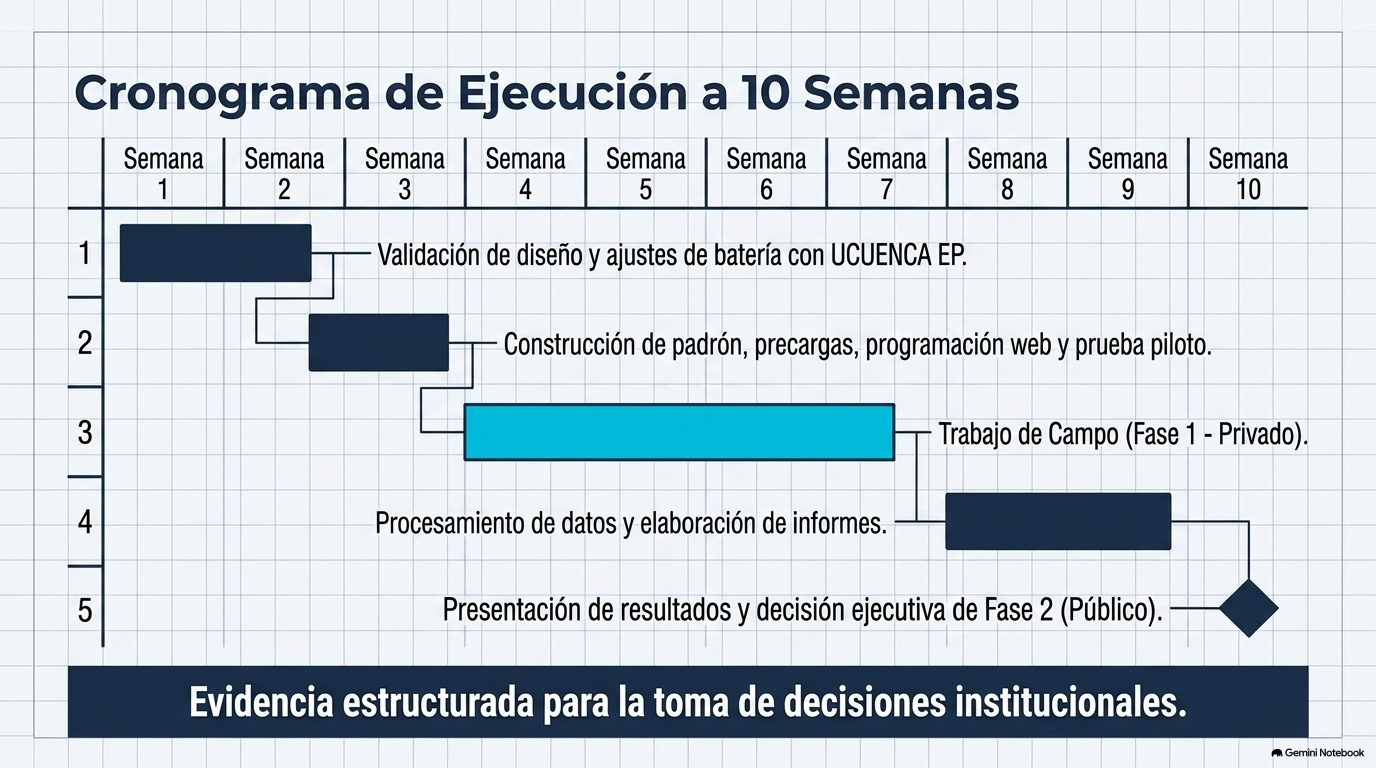 Cronograma de Ejecución a 10 Semanas
Semana 1
Semana 2
Semana 3
Semana 4
Semana 5
Semana 6
Semana 7
Semana 8
Semana 9
Semana 10
1
Validación de diseño y ajustes de batería con UCUENCA EP.
2
Construcción de padrón, precargas, programación web y prueba piloto.
3
Trabajo de Campo (Fase 1 - Privado).
4
Procesamiento de datos y elaboración de informes.
5
Presentación de resultados y decisión ejecutiva de Fase 2 (Público).
Evidencia estructurada para la toma de decisiones institucionales.
Gemini Notebook